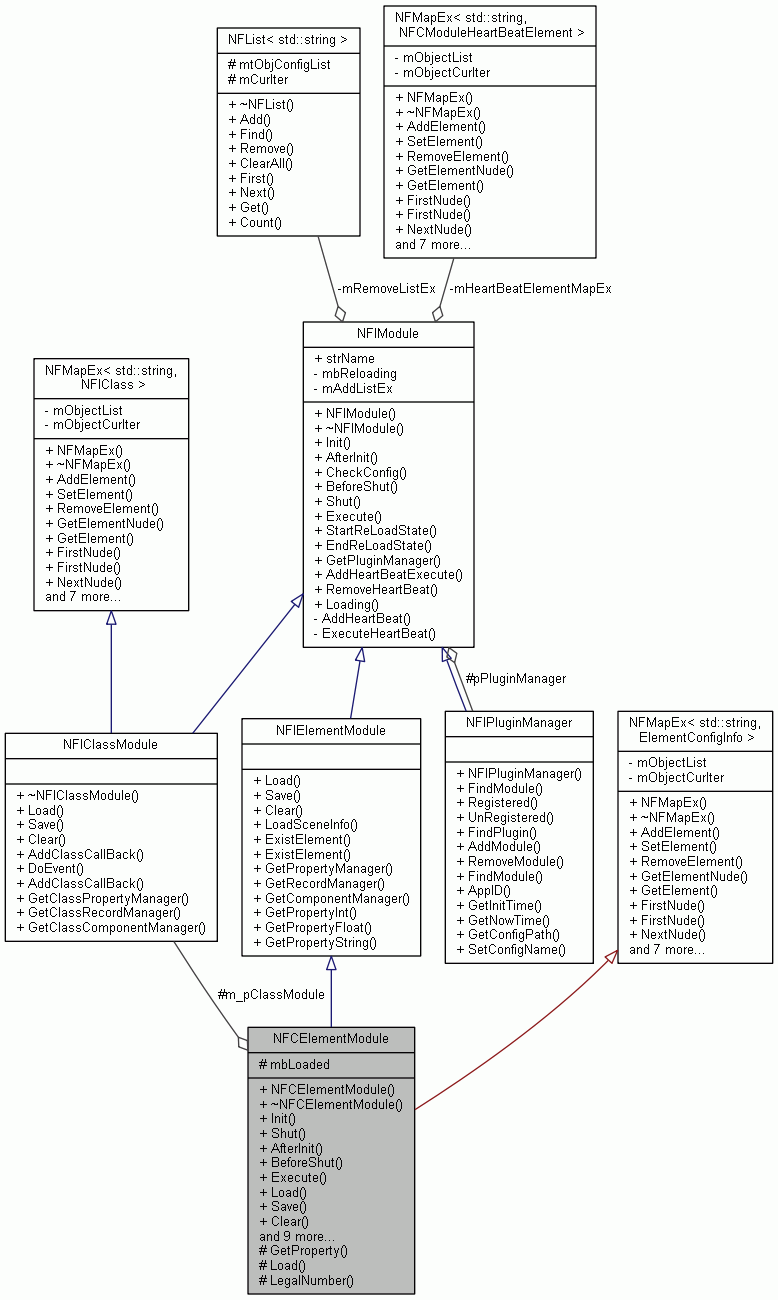 NFList< std::string >
# mtObjConfigList
# mCurIter
+ ~NFList()
+ Add()
+ Find()
+ Remove()
+ ClearAll()
+ First()
+ Next()
+ Get()
+ Count()
NFMapEx< std::string,
NFCModuleHeartBeatElement >
- mObjectList
- mObjectCurIter
+ NFMapEx()
+ ~NFMapEx()
+ AddElement()
+ SetElement()
+ RemoveElement()
+ GetElementNude()
+ GetElement()
+ FirstNude()
+ FirstNude()
+ NextNude()
and 7 more...
-mRemoveListEx
-mHeartBeatElementMapEx
NFIModule
+ strName
- mbReloading
- mAddListEx
+ NFIModule()
+ ~NFIModule()
+ Init()
+ AfterInit()
+ CheckConfig()
+ BeforeShut()
+ Shut()
+ Execute()
+ StartReLoadState()
+ EndReLoadState()
+ GetPluginManager()
+ AddHeartBeatExecute()
+ RemoveHeartBeat()
+ Loading()
- AddHeartBeat()
- ExecuteHeartBeat()
NFMapEx< std::string,
NFIClass >
- mObjectList
- mObjectCurIter
+ NFMapEx()
+ ~NFMapEx()
+ AddElement()
+ SetElement()
+ RemoveElement()
+ GetElementNude()
+ GetElement()
+ FirstNude()
+ FirstNude()
+ NextNude()
and 7 more...
#pPluginManager
NFIClassModule
+ ~NFIClassModule()
+ Load()
+ Save()
+ Clear()
+ AddClassCallBack()
+ DoEvent()
+ AddClassCallBack()
+ GetClassPropertyManager()
+ GetClassRecordManager()
+ GetClassComponentManager()
NFIElementModule
+ Load()
+ Save()
+ Clear()
+ LoadSceneInfo()
+ ExistElement()
+ ExistElement()
+ GetPropertyManager()
+ GetRecordManager()
+ GetComponentManager()
+ GetPropertyInt()
+ GetPropertyFloat()
+ GetPropertyString()
NFIPluginManager
+ NFIPluginManager()
+ FindModule()
+ Registered()
+ UnRegistered()
+ FindPlugin()
+ AddModule()
+ RemoveModule()
+ FindModule()
+ AppID()
+ GetInitTime()
+ GetNowTime()
+ GetConfigPath()
+ SetConfigName()
NFMapEx< std::string,
ElementConfigInfo >
- mObjectList
- mObjectCurIter
+ NFMapEx()
+ ~NFMapEx()
+ AddElement()
+ SetElement()
+ RemoveElement()
+ GetElementNude()
+ GetElement()
+ FirstNude()
+ FirstNude()
+ NextNude()
and 7 more...
#m_pClassModule
NFCElementModule
# mbLoaded
+ NFCElementModule()
+ ~NFCElementModule()
+ Init()
+ Shut()
+ AfterInit()
+ BeforeShut()
+ Execute()
+ Load()
+ Save()
+ Clear()
and 9 more...
# GetProperty()
# Load()
# LegalNumber()